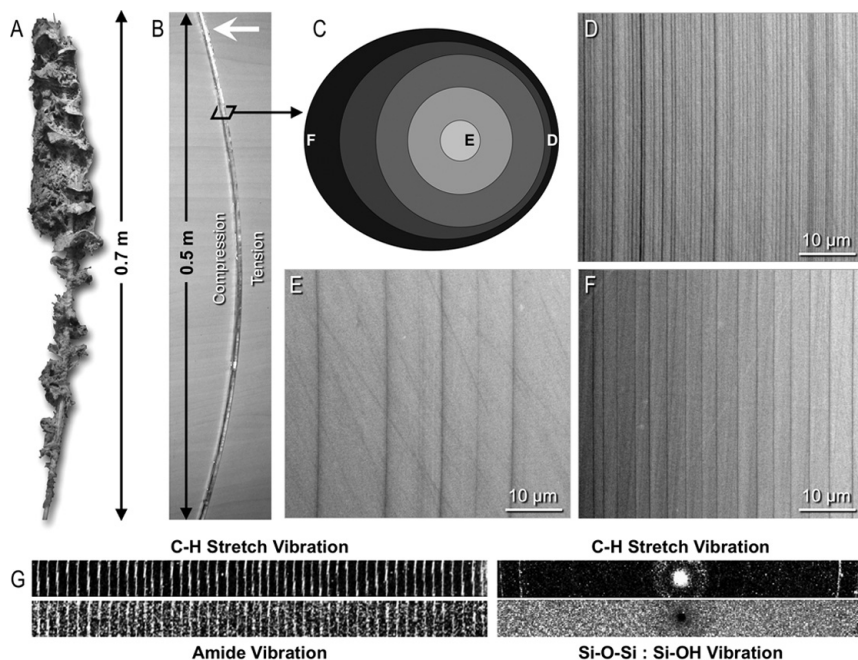 A
0.7 m
B
0.5 m
Compression
Tension
C
F
E
D
D
10 µm
E
10 µm
F
10 µm
C-H Stretch Vibration
C-H Stretch Vibration
G
Amide Vibration
Si-O-Si : Si-OH Vibration